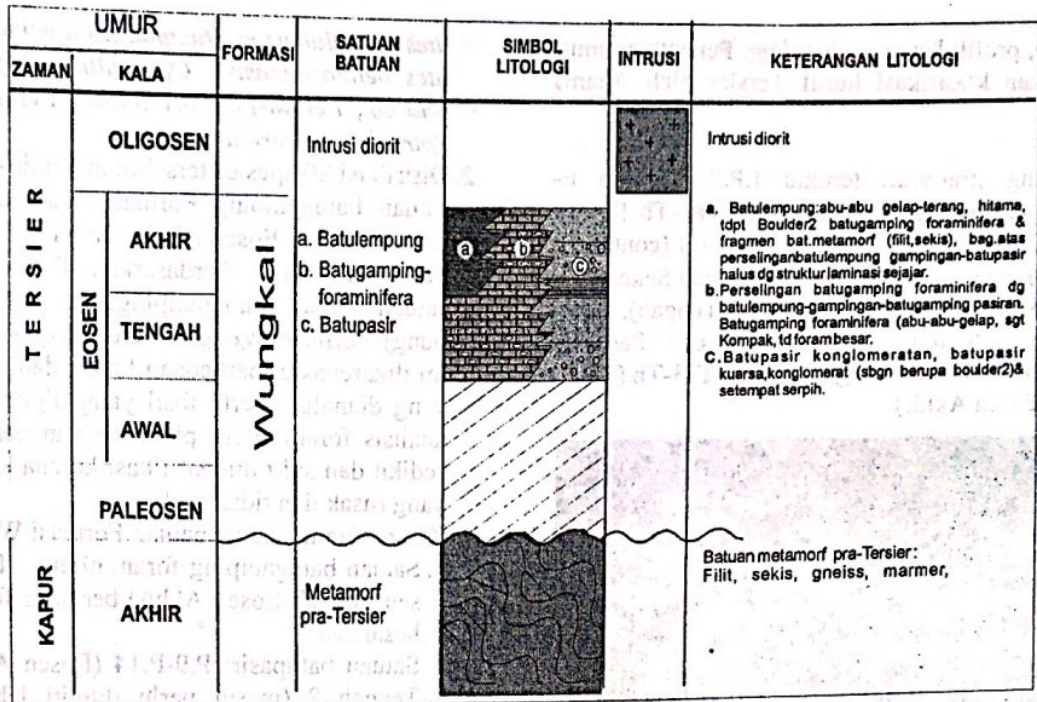 UMUR
ZAMAN
KALA
FORMASI
SATUAN
BATUAN
SIMBOL
LITOLOGI
INTRUSI
KETERANGAN LITOLOGI
TERSIER
OLIGOSEN
Intrusi diorit
Intrusi diorit
EOSEN
AKHIR
TENGAH
AWAL
Wungkal
a. Batulempung
b. Batugamping-
foraminifera
c. Batupasir
a
b
c
a, Batulempung:abu-abu gelap-terang, hitama,
tdpt Boulder2 batugamping foraminifera &
fragmen bat.metamorf (filit,sekis), bag.atas
perselinganbatulempung gampingan-batupasir
halus dg struktur laminasi sejajar.
b.Perselingan batugamping foraminifera dg
batulempung-gampingan-batugamping pasiran.
Batugamping foraminifera (abu-abu-gelap, sgt
Kompak, td foram besar.
C.Batupasir konglomeratan, batupasir
kuarsa,konglomerat (sbgn berupa boulder2)&
setempat serpih.
PALEOSEN
KAPUR
AKHIR
Metamorf
pra-Tersier
Batuan metamorf pra-Tersier:
Filit, sekis, gneiss, marmer,